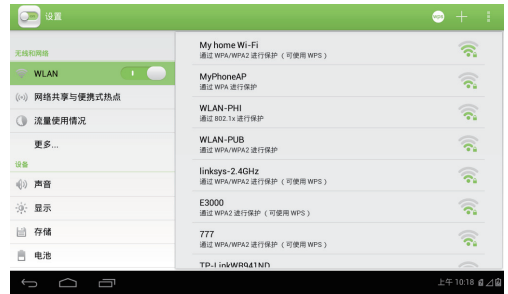 设置
WPS
无线和网络
WLAN
网络共享与便携式热点
流量使用情况
更多...
设备
声音
显示
存储
电池
My home Wi-Fi
通过 WPA/WPA2 进行保护 （可使用 WPS）
MyPhoneAP
通过 WPA 进行保护
WLAN-PHI
通过 802.1x 进行保护
WLAN-PUB
通过 WPA/WPA2 进行保护
linksys-2.4GHz
通过 WPA/WPA2 进行保护 （可使用 WPS）
E3000
通过 WPA2 进行保护 （可使用 WPS）
777
通过 WPA/WPA2 进行保护 （可使用 WPS）
TP-LinkWR941ND
上午 10:18